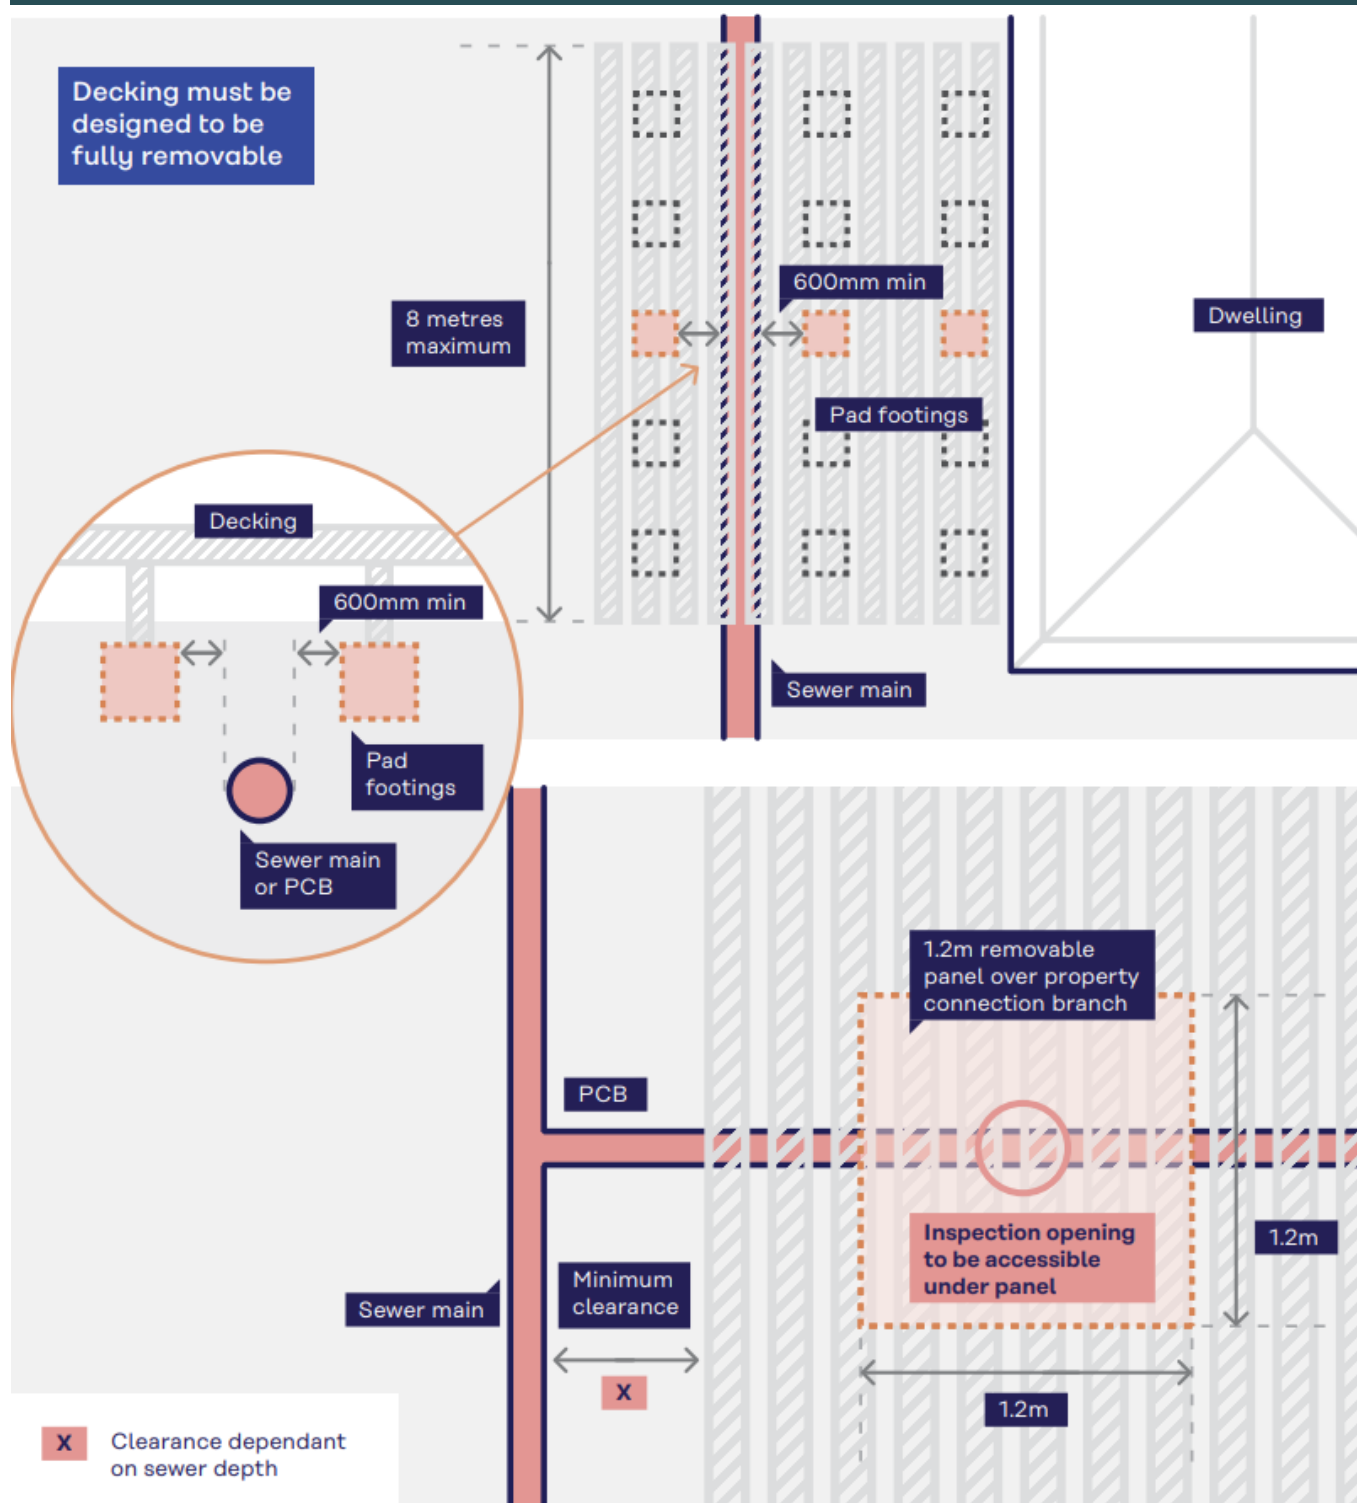 Decking must be
designed to be
fully removable
600mm min
8 metres
maximum
Dwelling
Pad footings
Decking
600mm min
Sewer main
Pad
footings
Sewer main
or PCB
1.2m removable
panel over property
connection branch
PCB
Inspection opening
to be accessible
under panel
1.2m
Minimum
clearance
Sewer main
X
1.2m
X
Clearance dependant
on sewer depth